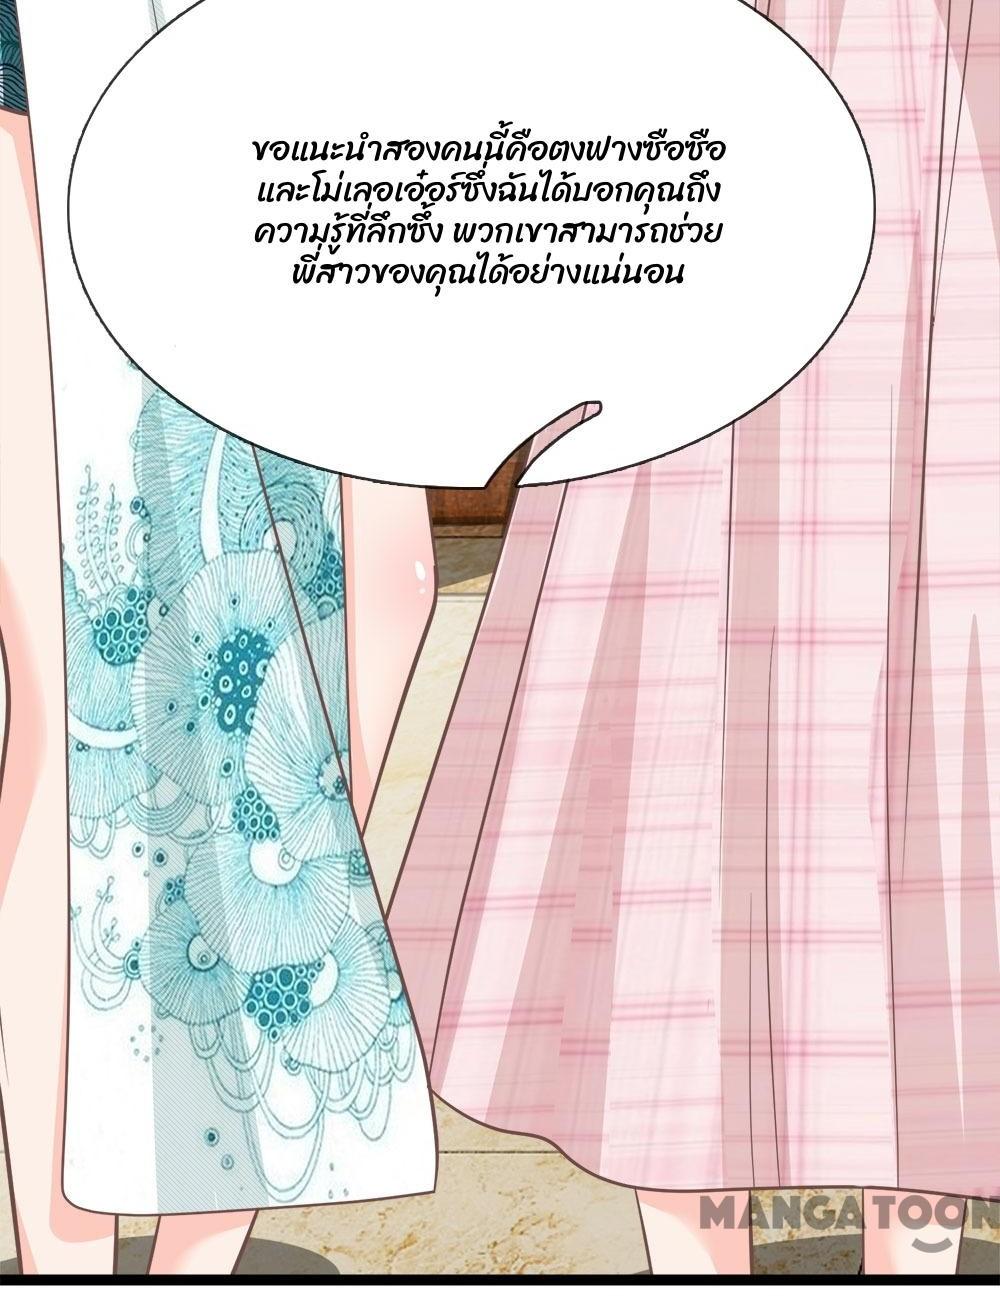 ขอแนะนำสองคนนี้คือตงฟางซือซือ
และโม่เลอเอ๋อร์ซึ่งฉันได้บอกคุณถึง
ความรู้ที่ลึกซึ้ง พวกเขาสามารถช่วย
พี่สาวของคุณได้อย่างแน่นอน
MANGATOON